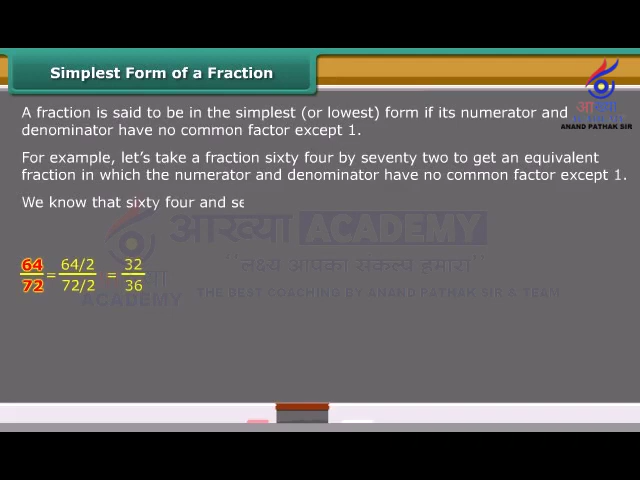 Simplest Form of a Fraction
A fraction is said to be in the simplest (or lowest) form if its numerator and
denominator have no common factor except 1.
ANAND PATHAK SIR
For example, let's take a fraction sixty four by seventy two to get an equivalent
fraction in which the numerator and denominator have no common factor except 1.
We know that sixty four and se
आख्या ACADEMY
64/72 = 64/2 / 72/2 = 32/36
"लक्ष्य आपका संकल्प हमारा"
ACADEMY
THE BEST COACHING BY ANAND PATHAK SIR & TEAM